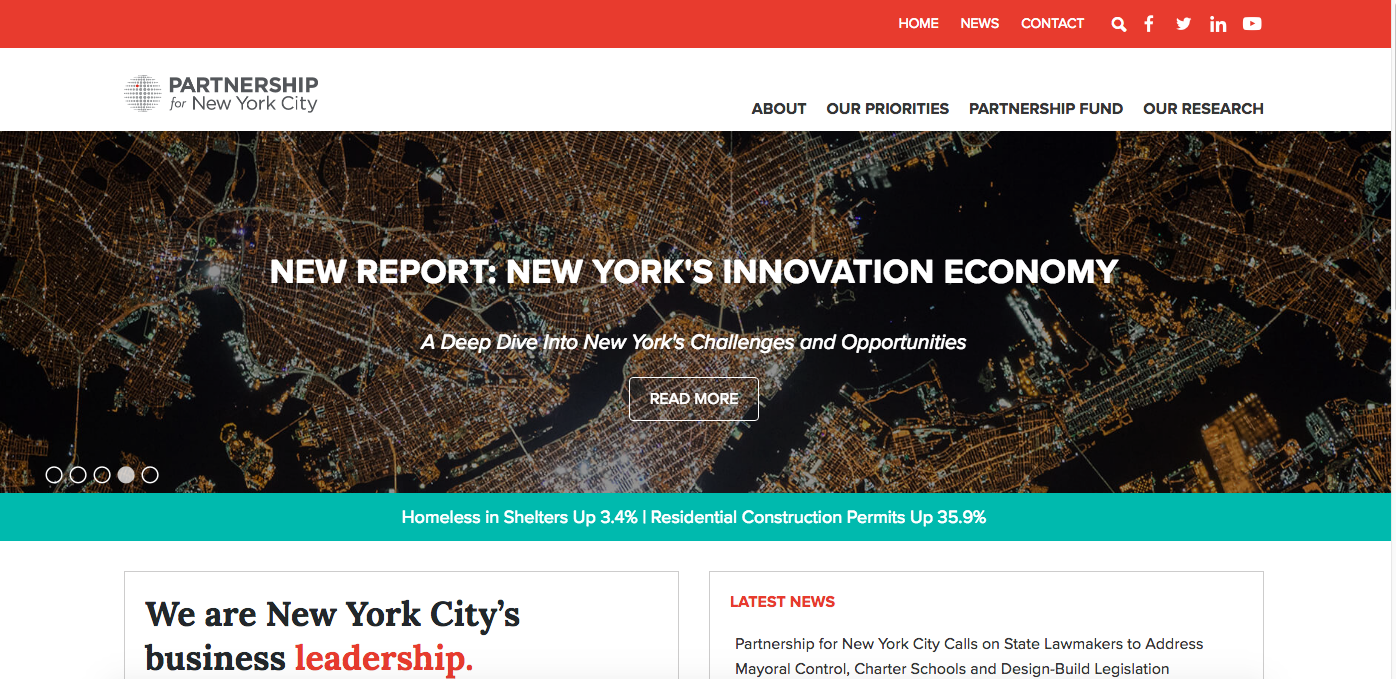 HOME NEWS CONTACT
PARTNERSHIP
for New York City
ABOUT OUR PRIORITIES PARTNERSHIP FUND OUR RESEARCH
NEW REPORT: NEW YORK'S INNOVATION ECONOMY
A Deep Dive Into New York's Challenges and Opportunities
READ MORE
Homeless in Shelters Up 3.4% | Residential Construction Permits Up 35.9%
We are New York City’s
business leadership.
LATEST NEWS
Partnership for New York City Calls on State Lawmakers to Address
Mayoral Control, Charter Schools and Design-Build Legislation